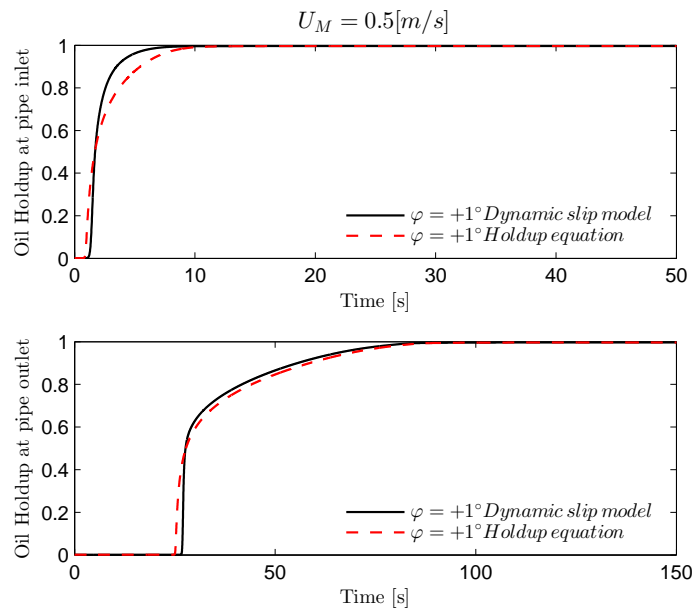 U_M = 0.5[m/s]
1
0.8
0.6
0.4
0.2
0
Oil Holdup at pipe inlet
φ = +1° Dynamic slip model
φ = +1° Holdup equation
0 10 20 30 40 50
Time [s]
1
0.8
0.6
0.4
0.2
0
Oil Holdup at pipe outlet
φ = +1° Dynamic slip model
φ = +1° Holdup equation
0 50 100 150
Time [s]